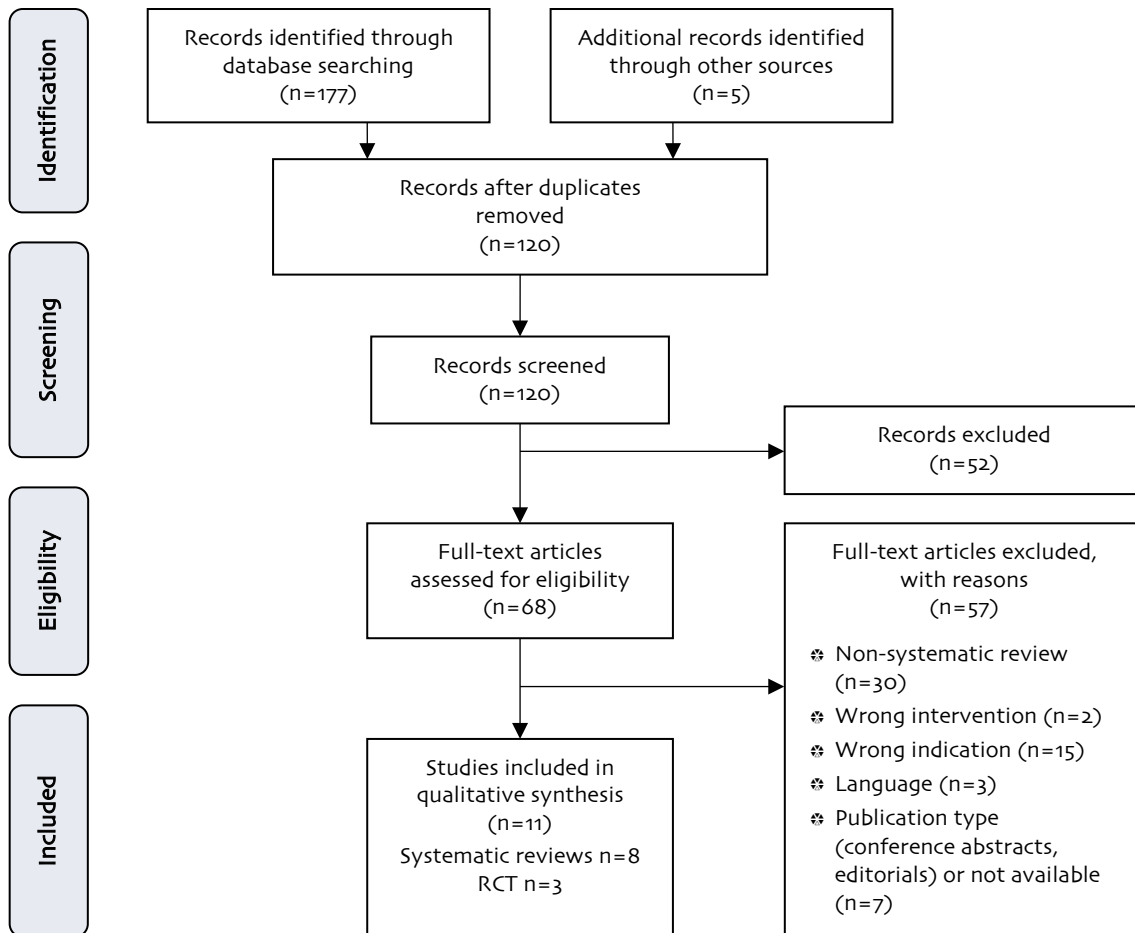 Identification
Records identified through
database searching
(n=177)
Additional records identified
through other sources
(n=5)
Records after duplicates
removed
(n=120)
Screening
Records screened
(n=120)
Records excluded
(n=52)
Eligibility
Full-text articles
assessed for eligibility
(n=68)
Full-text articles excluded,
with reasons
(n=57)
Non-systematic review
(n=30)
Wrong intervention (n=2)
Wrong indication (n=15)
Language (n=3)
Publication type
(conference abstracts,
editorials) or not available
(n=7)
Included
Studies included in
qualitative synthesis
(n=11)
Systematic reviews n=8
RCT n=3